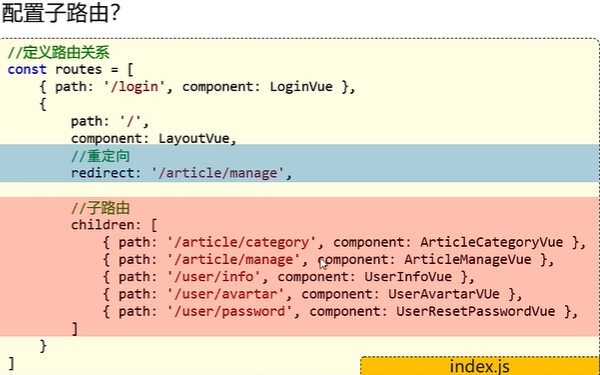 配置子路由?
//定义路由关系
const routes = [
{ path: '/login', component: LoginVue },
{
path: '/',
component: LayoutVue,
//重定向
redirect: '/article/manage',
//子路由
children: [
{ path: '/article/category', component: ArticleCategoryVue },
{ path: '/article/manage', component: ArticleManageVue },
{ path: '/user/info', component: UserInfoVue },
{ path: '/user/avartar', component: UserAvartarVUe },
{ path: '/user/password', component: UserResetPasswordVue },
]
}
]
index.js